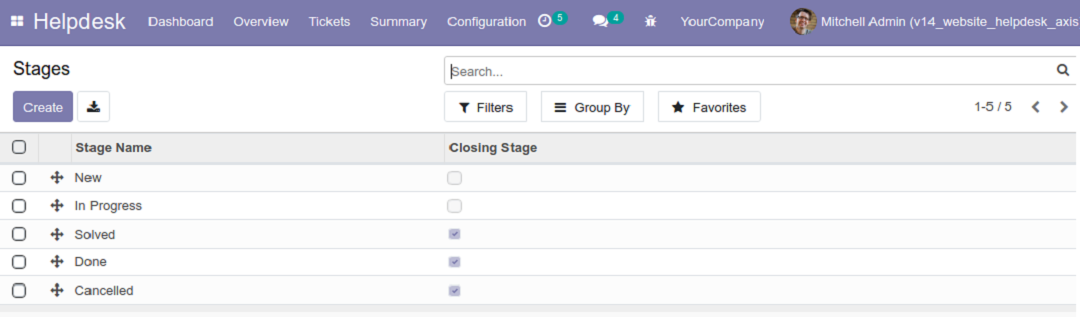 Helpdesk Dashboard Overview Tickets Summary Configuration 5 4 YourCompany Mitchell Admin (v14_website_helpdesk_axis
Stages Search...
Create Filters Group By Favorites 1-5 / 5
Stage Name Closing Stage
New
In Progress
Solved
Done
Cancelled